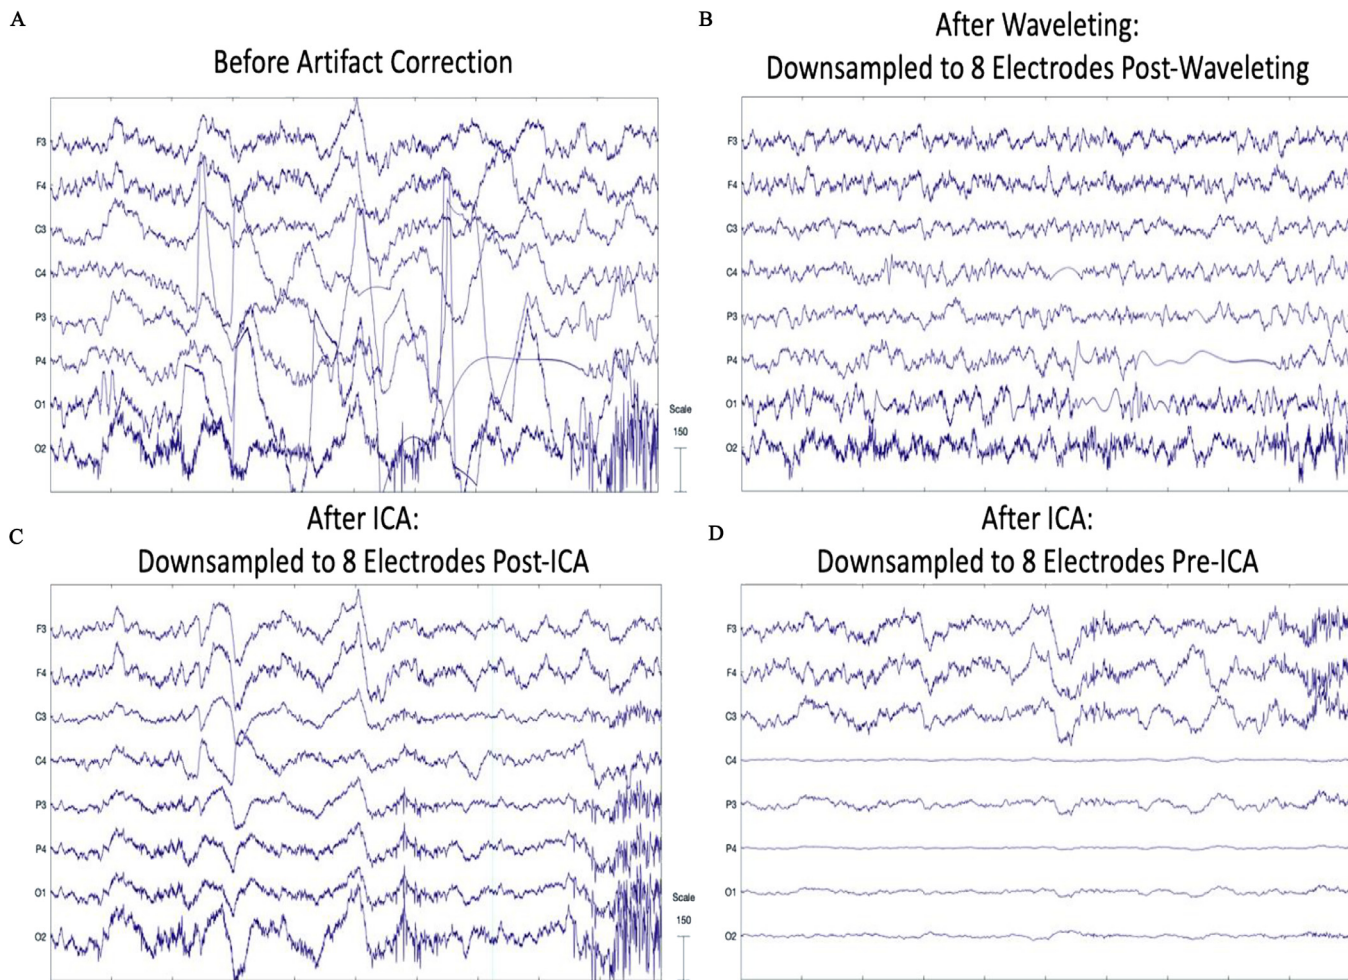 A
Before Artifact Correction
F3
F4
C3
C4
P3
P4
O1
O2
Scale
150
B
After Waveleting:
Downsampled to 8 Electrodes Post-Waveleting
F3
F4
C3
C4
P3
P4
O1
O2
C
After ICA:
Downsampled to 8 Electrodes Post-ICA
F3
F4
C3
C4
P3
P4
O1
O2
Scale
150
D
After ICA:
Downsampled to 8 Electrodes Pre-ICA
F3
F4
C3
C4
P3
P4
O1
O2